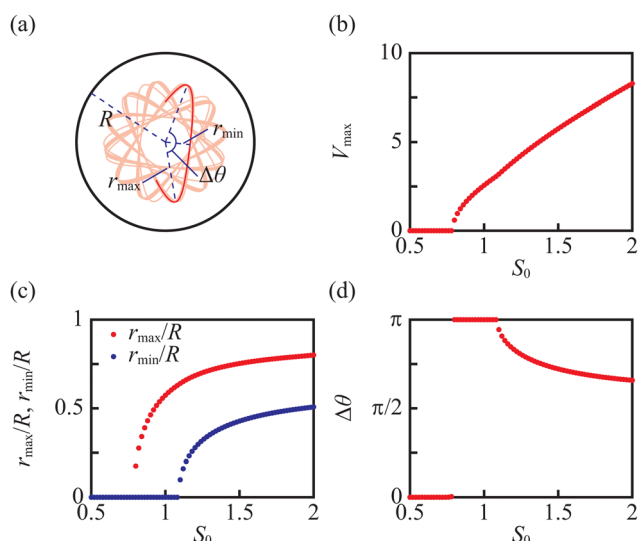 (a)
R
r_min
r_max
Δθ
(b)
10
5
0
V_max
0.5 1 1.5 2
S_0
(c)
1
0.5
0
r_max/R, r_min/R
r_max/R
r_min/R
0.5 1 1.5 2
S_0
(d)
π
π/2
0
Δθ
0.5 1 1.5 2
S_0